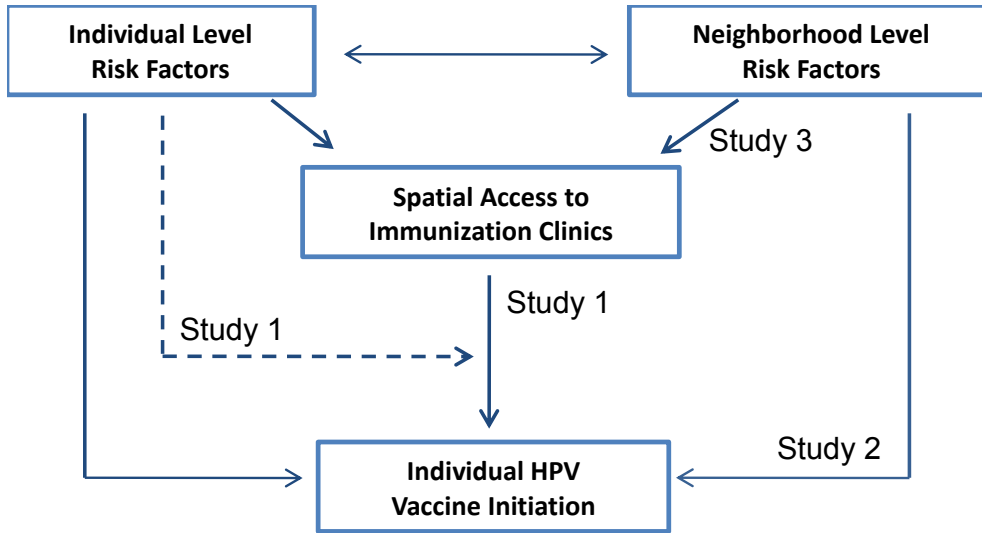 Individual Level
Risk Factors
Neighborhood Level
Risk Factors
Study 3
Spatial Access to
Immunization Clinics
Study 1
Study 1
Study 2
Individual HPV
Vaccine Initiation